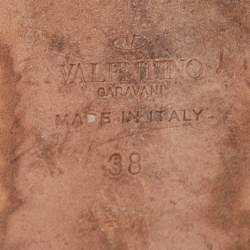 VALENTINO
GARAVANI
MADE IN ITALY
38